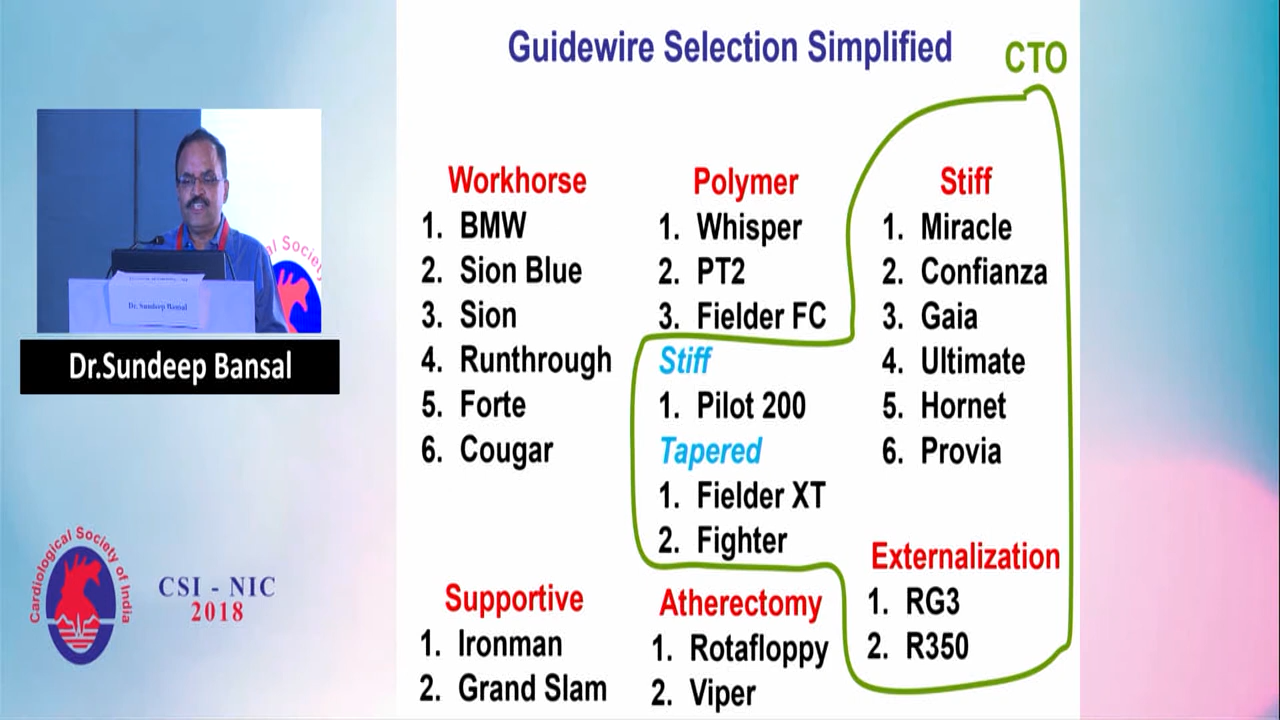 Guidewire Selection Simplified
CTO
Workhorse
1. BMW
2. Sion Blue
3. Sion
4. Runthrough
5. Forte
6. Cougar
Polymer
1. Whisper
2. PT2
3. Fielder FC
Stiff
1. Pilot 200
Tapered
1. Fielder XT
2. Fighter
Stiff
1. Miracle
2. Confianza
3. Gaia
4. Ultimate
5. Hornet
6. Provia
Supportive
1. Ironman
2. Grand Slam
Atherectomy
1. Rotafloppy
2. Viper
Externalization
1. RG3
2. R350
al Society
Dr. Sundeep Bansal
Dr.Sundeep Bansal
Cardiological Society of India
CSI - NIC
2018